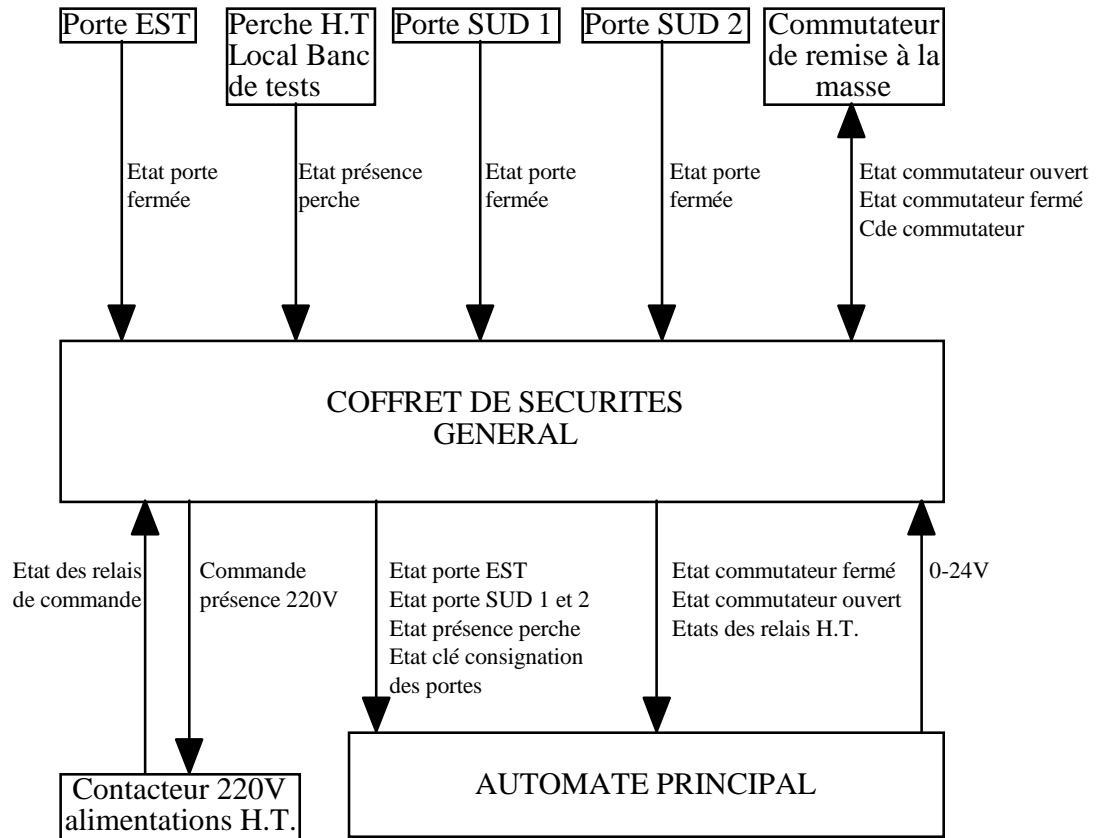 Porte EST
Perche H.T
Local Banc
de tests
Porte SUD 1
Porte SUD 2
Commutateur
de remise à la
masse
Etat porte
fermée
Etat présence
perche
Etat porte
fermée
Etat porte
fermée
Etat commutateur ouvert
Etat commutateur fermé
Cde commutateur
COFFRET DE SECURITES
GENERAL
Etat des relais
de commande
Commande
présence 220V
Etat porte EST
Etat porte SUD 1 et 2
Etat présence perche
Etat clé consignation
des portes
Etat commutateur fermé
Etat commutateur ouvert
Etats des relais H.T.
0-24V
Contacteur 220V
alimentations H.T.
AUTOMATE PRINCIPAL